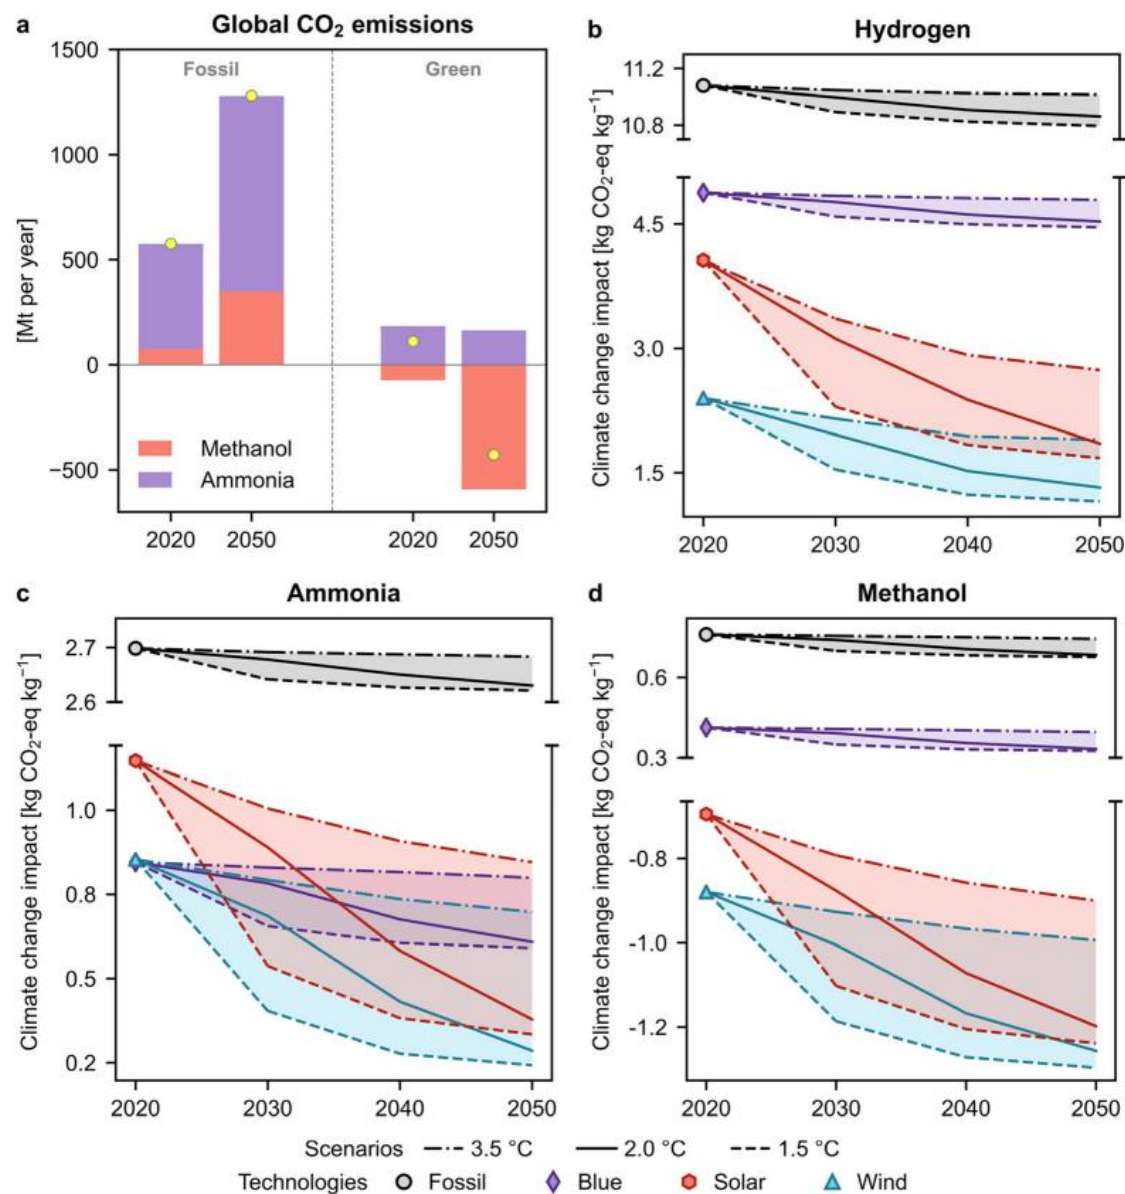 a
Global CO₂ emissions
[Mt per year]
1500
1000
500
0
−500
Fossil
Green
Methanol
Ammonia
2020 2050 2020 2050
b
Hydrogen
Climate change impact [kg CO₂-eq kg⁻¹]
11.2
10.8
4.5
3.0
1.5
2020 2030 2040 2050
c
Ammonia
Climate change impact [kg CO₂-eq kg⁻¹]
2.7
2.6
1.0
0.8
0.5
0.2
2020 2030 2040 2050
d
Methanol
Climate change impact [kg CO₂-eq kg⁻¹]
0.6
0.3
-0.8
-1.0
-1.2
2020 2030 2040 2050
Scenarios 3.5 °C 2.0 °C 1.5 °C
Technologies Fossil Blue Solar Wind